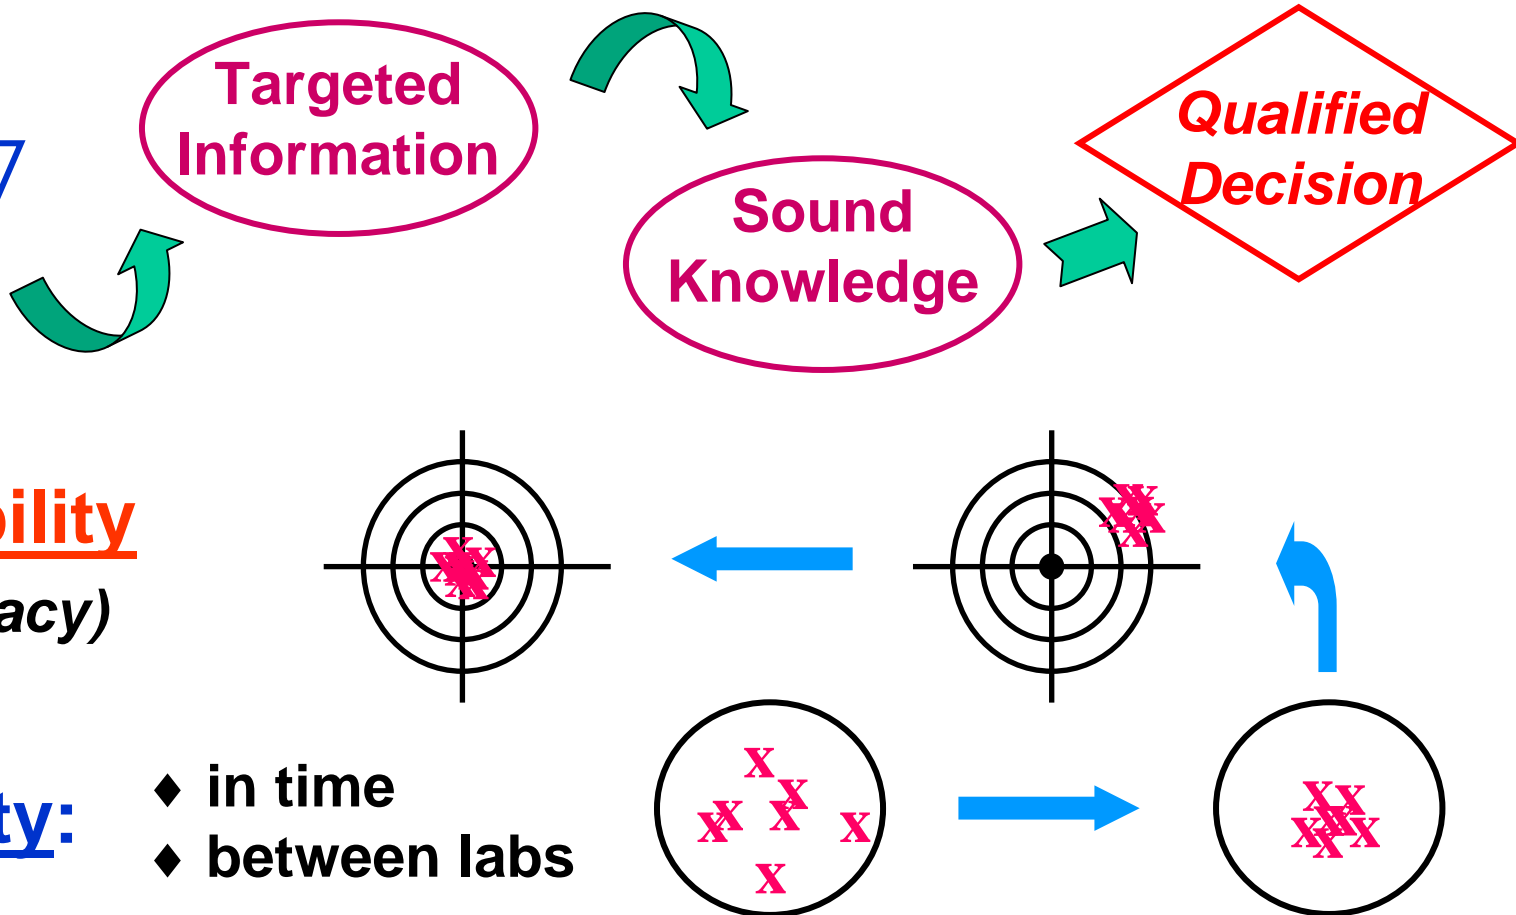 Targeted
Information
Sound
Knowledge
Qualified
Decision
bility
acy)
ty:
♦ in time
♦ between labs